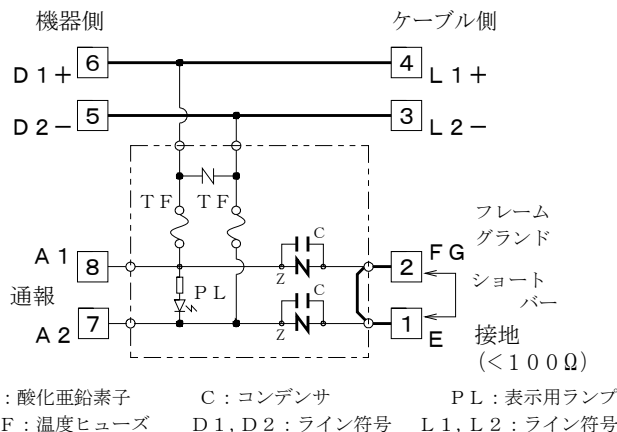 機器側
ケーブル側
D1+ 6
4 L1+
D2− 5
3 L2−
TF TF
C
フレーム
グランド
A1 8
2 FG
通報
PL
Z
C
ショート
バー
A2 7
Z
1 E
接地
(<100Ω)
：酸化亜鉛素子 C：コンデンサ PL：表示用ランプ
F：温度ヒューズ D1,D2：ライン符号 L1,L2：ライン符号